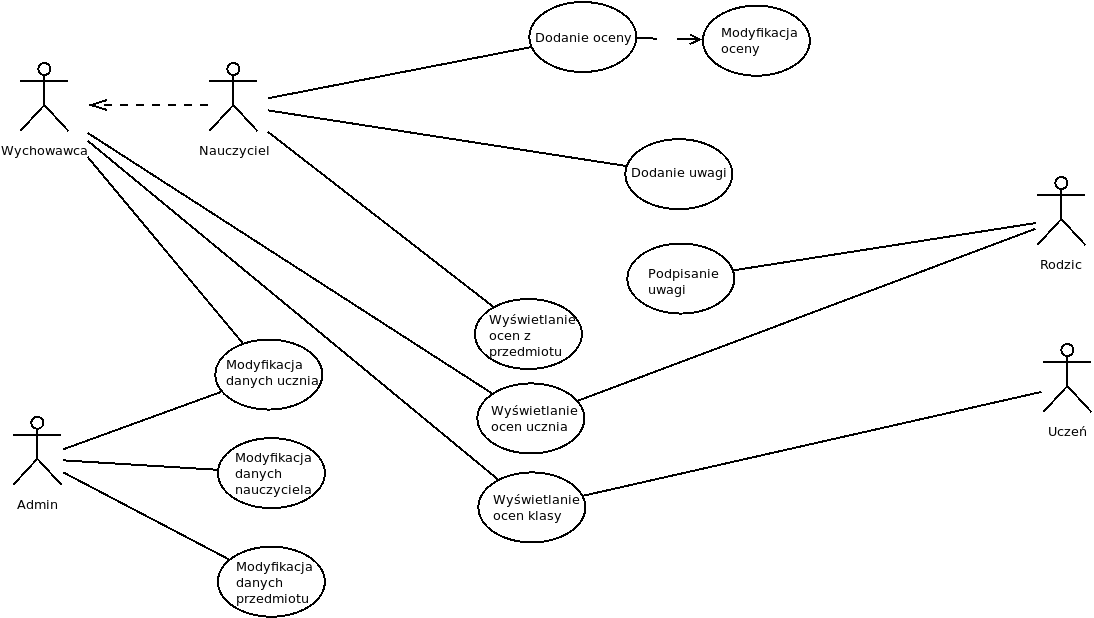 Dodanie oceny
Modyfikacja
oceny
Wychowawca
Nauczyciel
Dodanie uwagi
Rodzic
Podpisanie
uwagi
Wyświetlanie
ocen z
przedmiotu
Modyfikacja
danych ucznia
Wyświetlanie
ocen ucznia
Uczeń
Admin
Modyfikacja
danych
nauczyciela
Wyświetlanie
ocen klasy
Modyfikacja
danych
przedmiotu